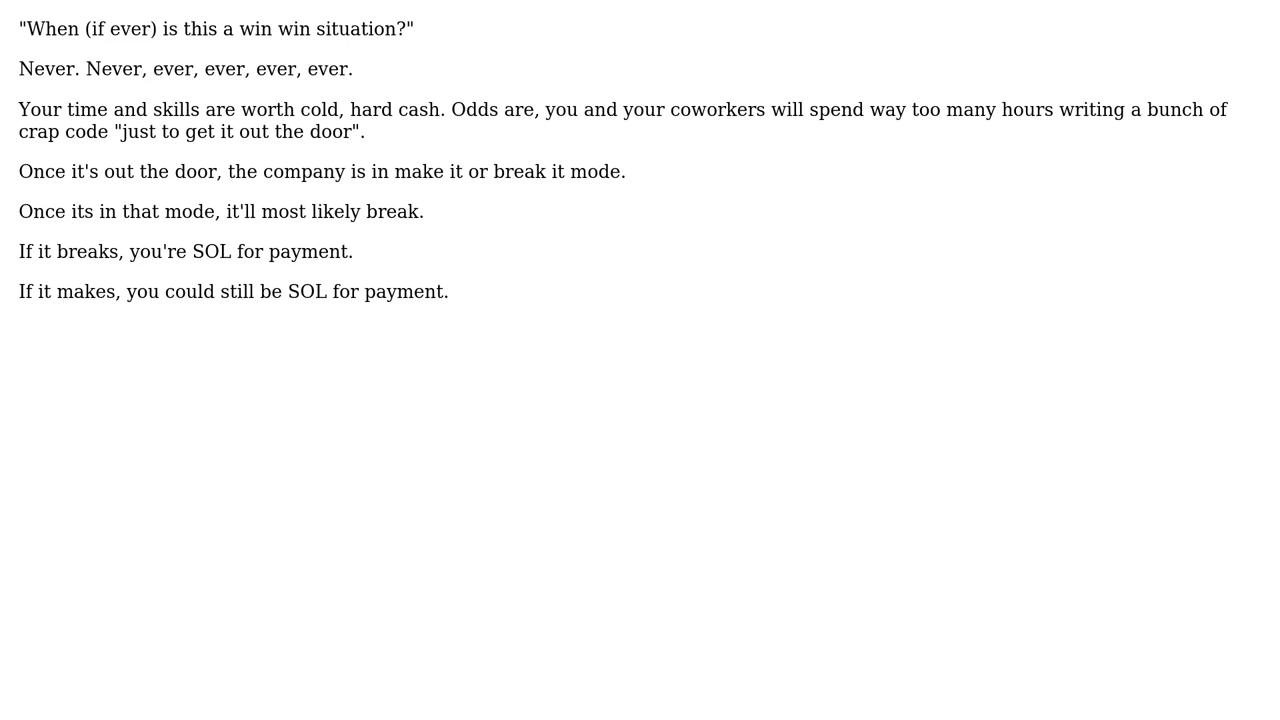 "When (if ever) is this a win win situation?"
Never. Never, ever, ever, ever, ever.
Your time and skills are worth cold, hard cash. Odds are, you and your coworkers will spend way too many hours writing a bunch of
crap code "just to get it out the door".
Once it's out the door, the company is in make it or break it mode.
Once its in that mode, it'll most likely break.
If it breaks, you're SOL for payment.
If it makes, you could still be SOL for payment.